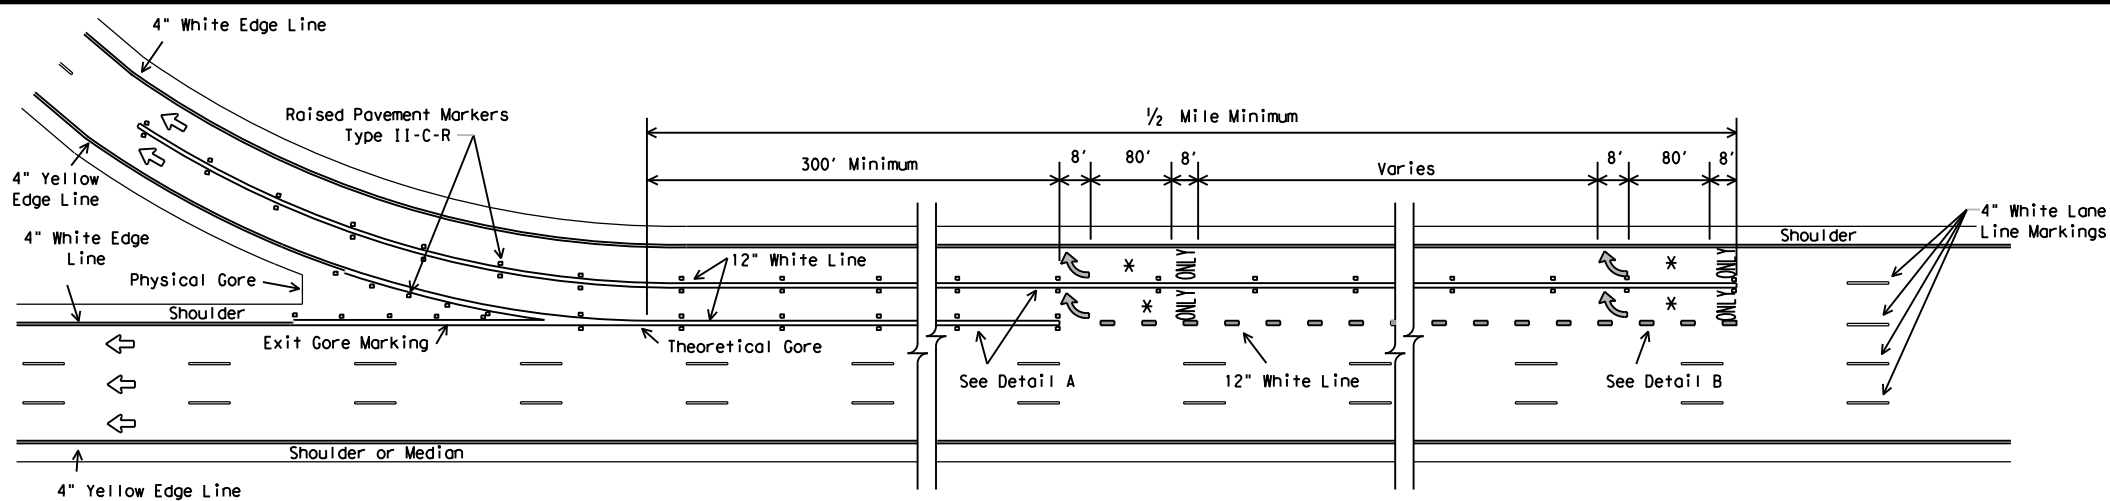 4" White Edge Line
Raised Pavement Markers
Type II-C-R
½ Mile Minimum
300' Minimum
8'
80'
8'
Varies
8'
80'
8'
4" Yellow
Edge Line
4" White Edge
Line
Physical Gore
Shoulder
Exit Gore Marking
Theoretical Gore
12" White Line
*
ONLY
*
ONLY
*
ONLY
*
ONLY
Shoulder
4" White Lane
Line Markings
See Detail A
12" White Line
See Detail B
Shoulder or Median
4" Yellow Edge Line